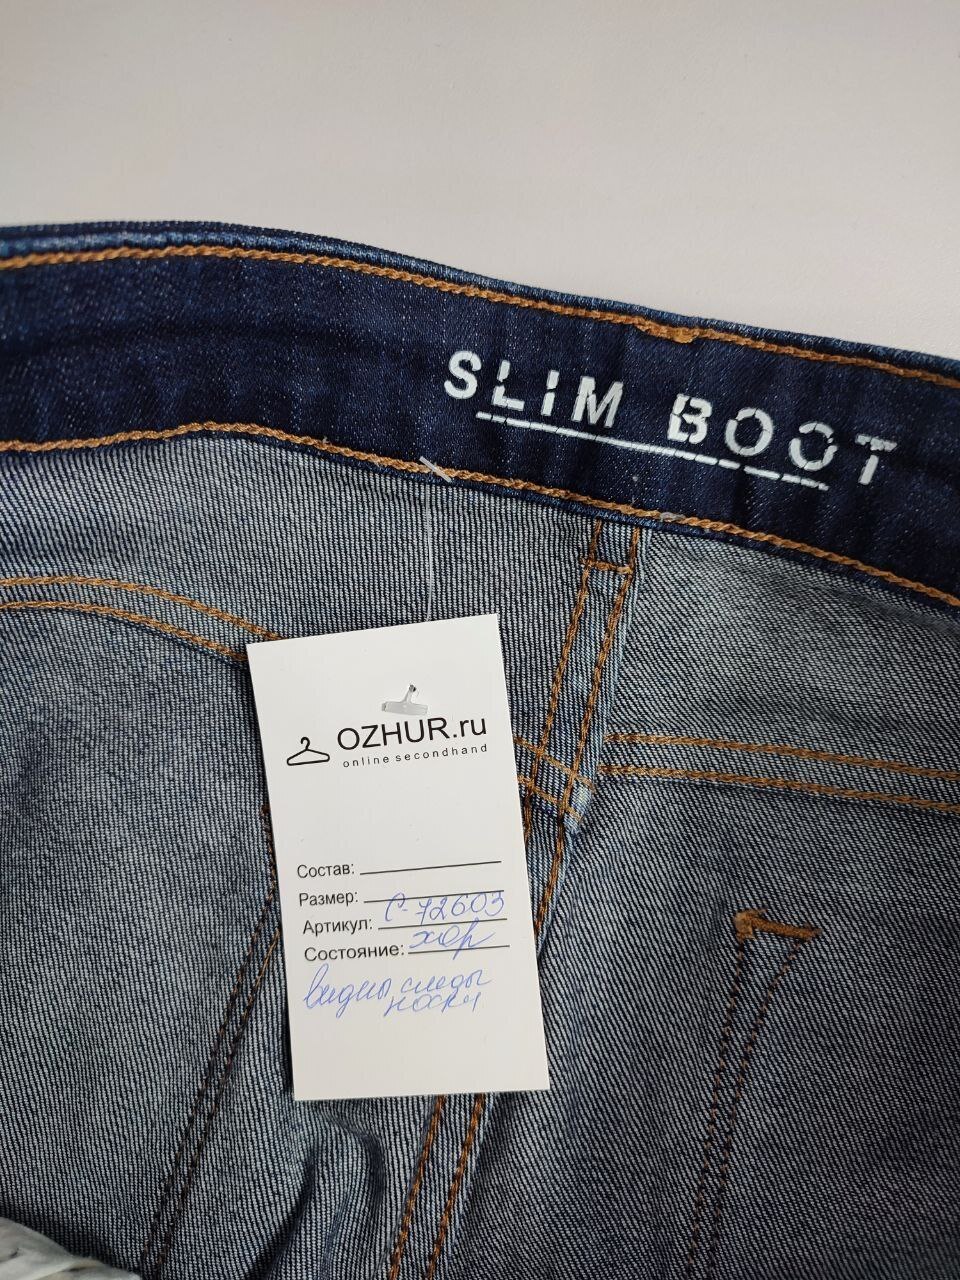 SLIM BOOT
OZHUR.ru
online secondhand
Состав:
Размер:
Артикул: С-72603
Состояние: хор
видны следы
носки